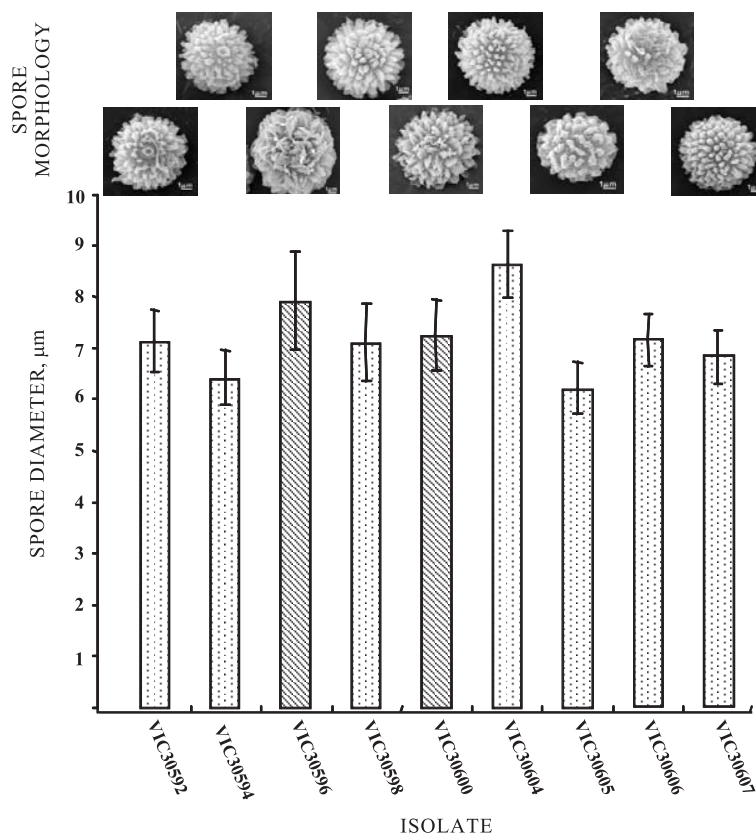 SPORE
MORPHOLOGY
1µm
1µm
1µm
1µm
1µm
1µm
1µm
1µm
1µm
SPORE DIAMETER, µm
10
9
8
7
6
5
4
3
2
1
VIC30592
VIC30594
VIC30596
VIC30598
VIC30600
VIC30604
VIC30605
VIC30606
VIC30607
ISOLATE